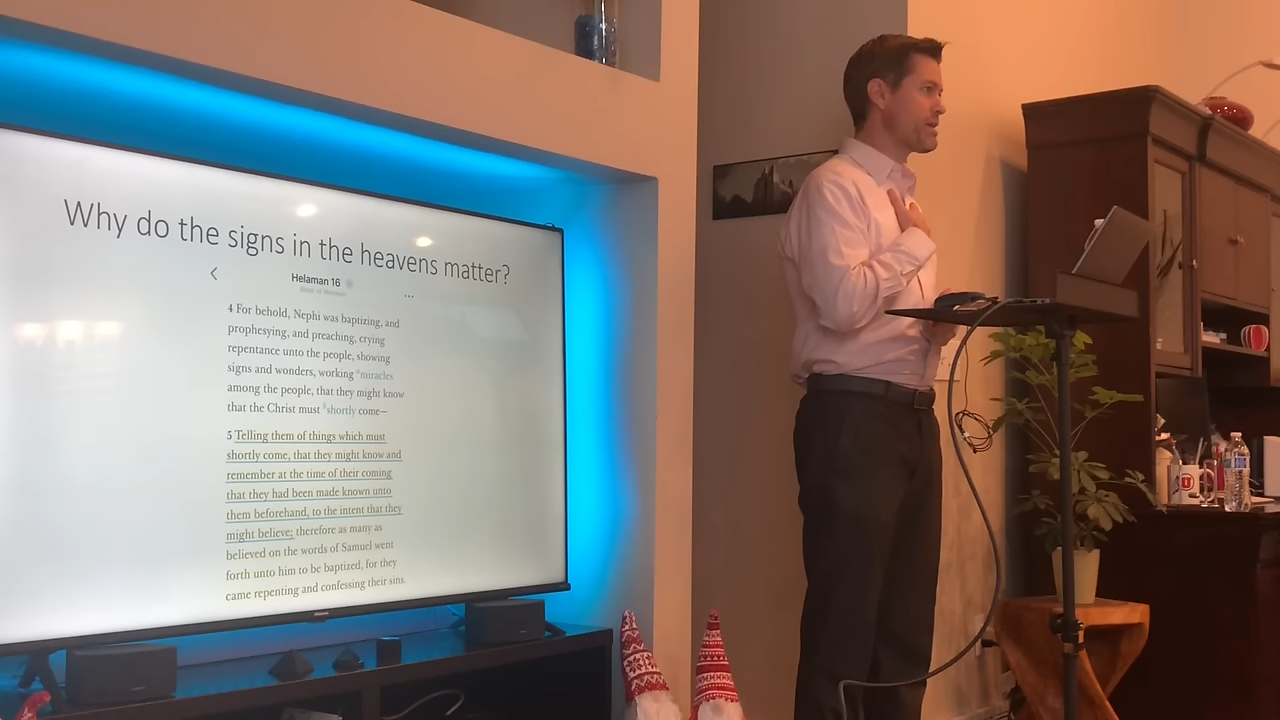 Why do the signs in the heavens matter?
Helaman 16
Book of Mormon
4 For behold, Nephi was baptizing, and
prophesying, and preaching, crying
repentance unto the people, showing
signs and wonders, working a miracles
among the people, that they might know
that the Christ must b shortly come—
5 Telling them of things which must
shortly come, that they might know and
remember at the time of their coming
that they had been made known unto
them beforehand, to the intent that they
might believe; therefore as many as
believed on the words of Samuel went
forth unto him to be baptized, for they
came repenting and confessing their sins.
Hisense
U